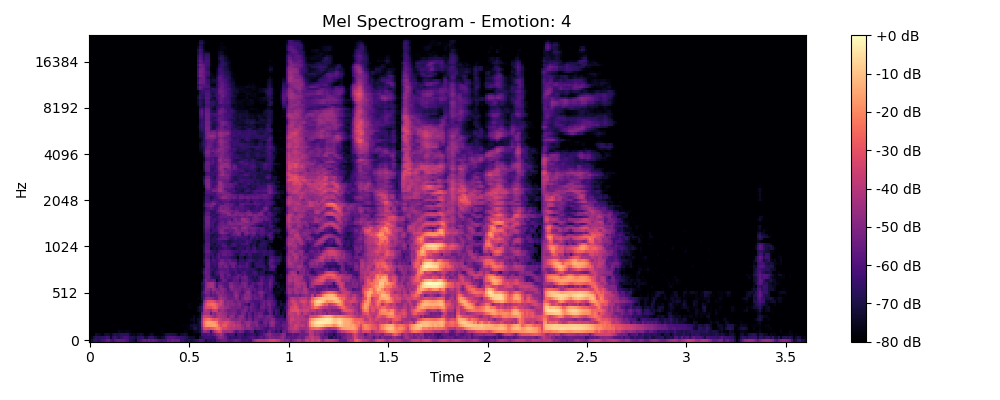 Mel Spectrogram - Emotion: 4
Hz
16384
8192
4096
2048
1024
512
0
0 0.5 1 1.5 2 2.5 3 3.5
Time
+0 dB
-10 dB
-20 dB
-30 dB
-40 dB
-50 dB
-60 dB
-70 dB
-80 dB